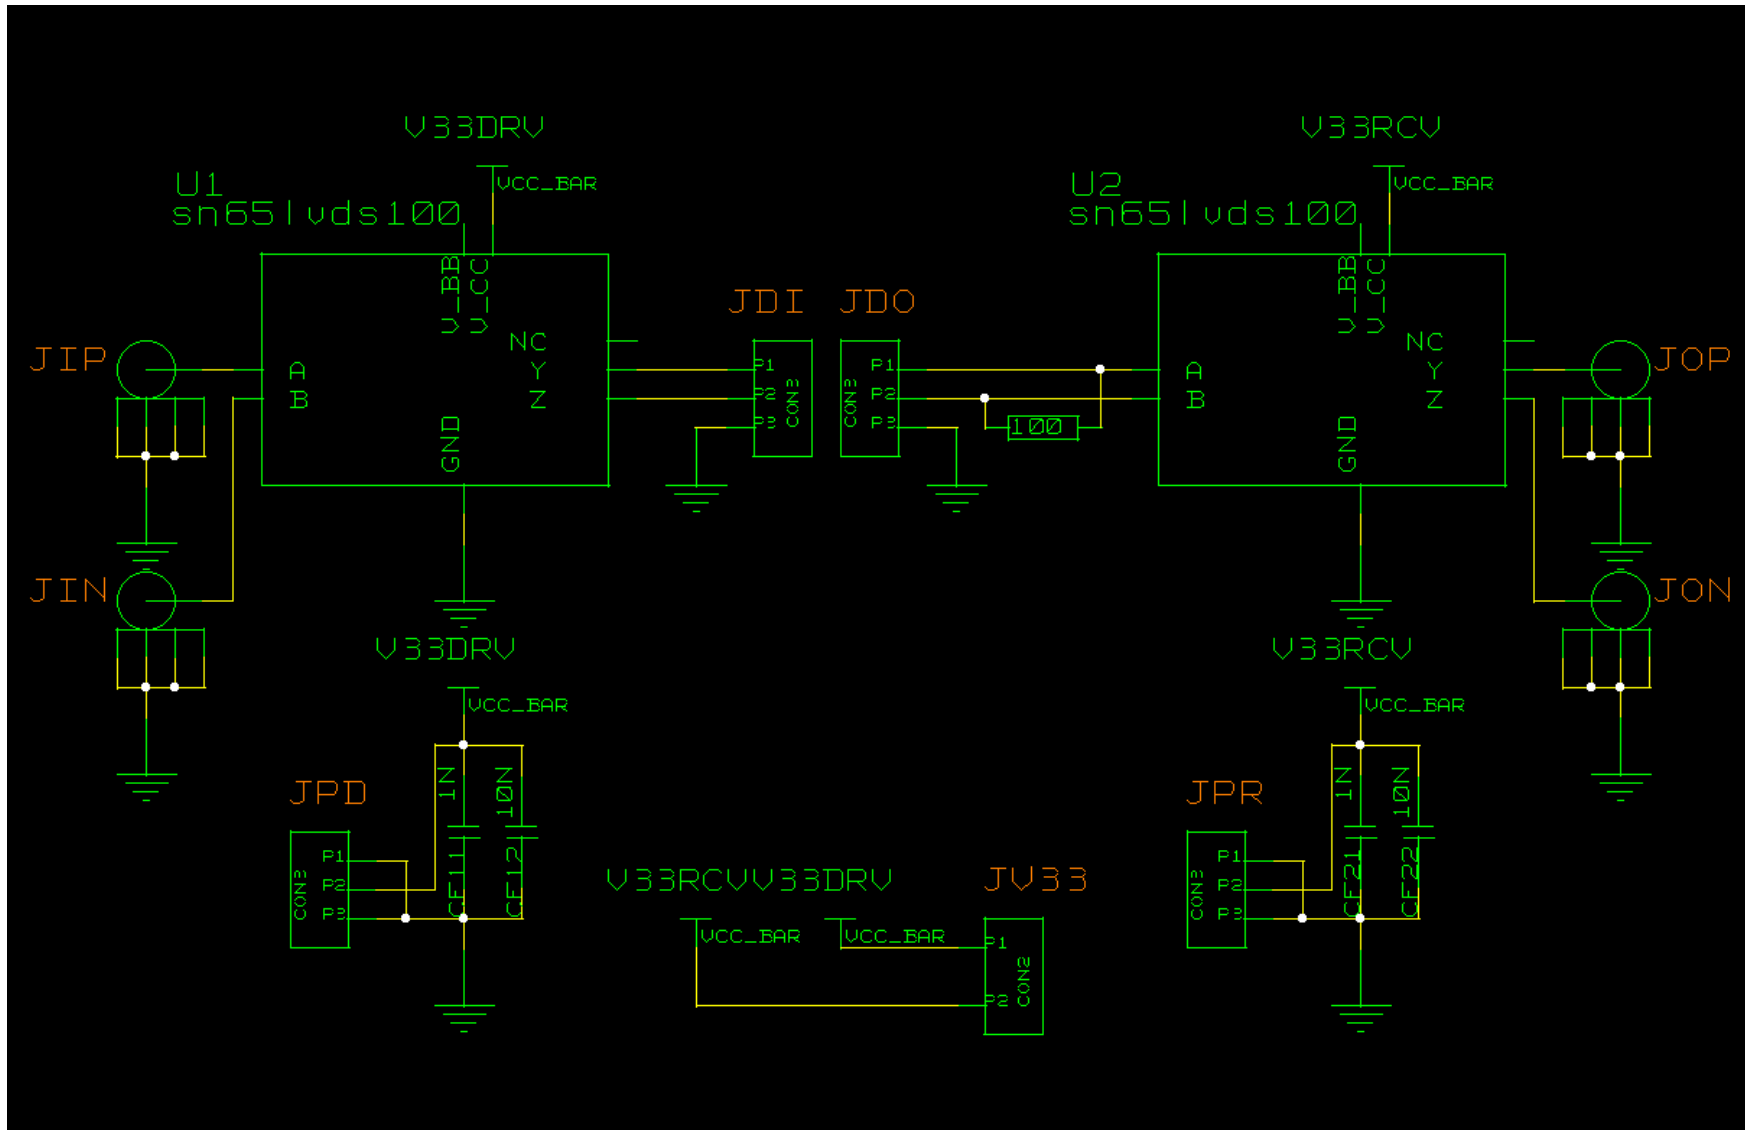 V33DRV
V33RCV
VCC_BAR
VCC_BAR
U1
U2
sn65lvds100
sn65lvds100
V_BB
V_CC
V_BB
V_CC
JDI
JDO
NC
NC
JIP
A
Y
P1
P1
A
Y
JOP
B
Z
P2
P2
B
Z
CON3
CON3
P3
P3
100
GND
GND
JIN
JON
V33DRV
V33RCV
VCC_BAR
VCC_BAR
JPD
1N
10N
JPR
1N
10N
P1
P1
CON3
P2
CF11
CF12
CON3
P2
CF21
CF22
P3
P3
V33RCV
V33DRV
JV33
VCC_BAR
VCC_BAR
P1
CON2
P2